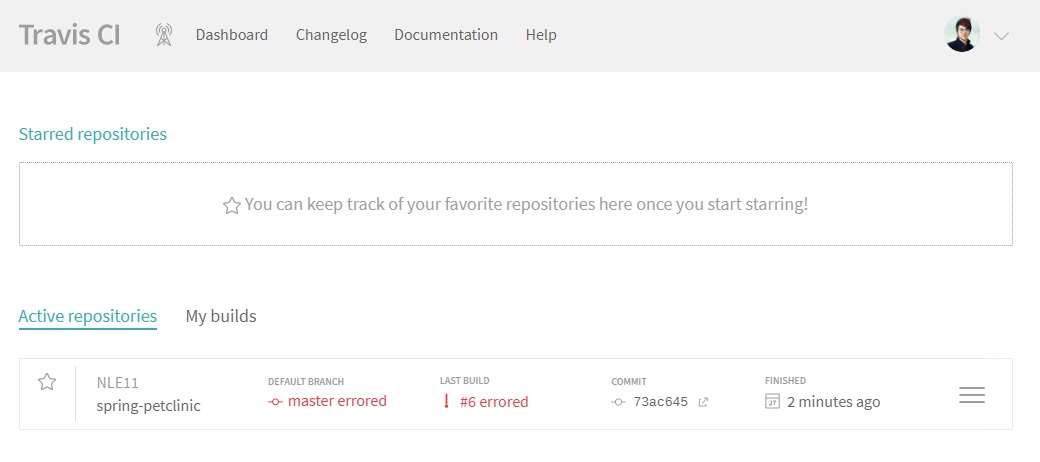 Travis CI Dashboard Changelog Documentation Help
Starred repositories
You can keep track of your favorite repositories here once you start starring!
Active repositories My builds
NLE11 DEFAULT BRANCH LAST BUILD COMMIT FINISHED
spring-petclinic master errored #6 errored 73ac645 27 2 minutes ago